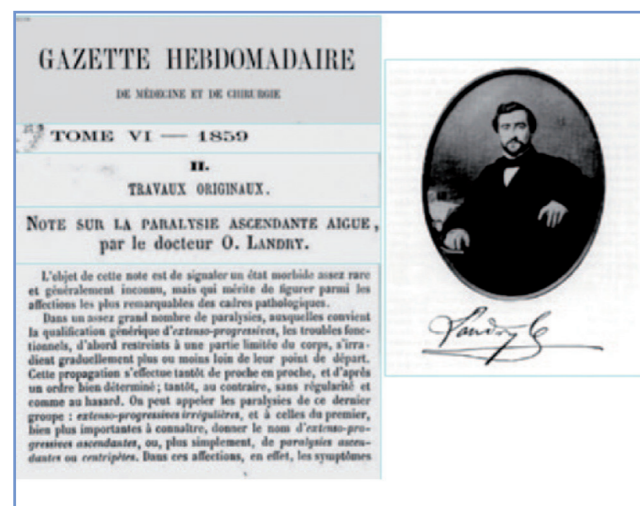 GAZETTE HEBDOMADAIRE
DE MÉDECINE ET DE CHIRURGIE
TOME VI — 1859
II.
TRAVAUX ORIGINAUX.
NOTE SUR LA PARALYSIE ASCENDANTE AIGUE,
par le docteur O. LANDRY.
L'objet de cette note est de signaler un état morbide assez rare
et généralement inconnu, mais qui mérite de figurer parmi les
affections les plus remarquables des cadres pathologiques.
Dans un assez grand nombre de paralysies, auxquelles convient
la qualification générique d'extenso-progressives, les troubles fonc-
tionnels, d'abord restreints à une partie limitée du corps, s'irra-
dient graduellement plus ou moins loin de leur point de départ.
Cette propagation s'effectue tantôt de proche en proche, et d'après
un ordre bien déterminé; tantôt, au contraire, sans régularité et
comme au hasard. On peut appeler les paralysies de ce dernier
groupe : extenso-progressives irrégulières, et à celles du premier,
bien plus importantes à connaître, donner le nom d'extenso-pro-
gressives ascendantes, ou, plus simplement, de paralysies ascen-
dantes ou centripètes. Dans ces affections, en effet, les symptômes
Landry